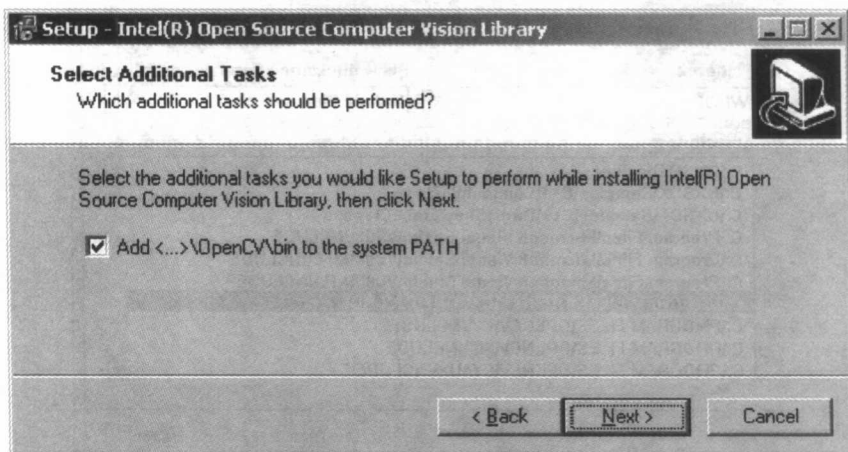 Setup - Intel(R) Open Source Computer Vision Library
Select Additional Tasks
Which additional tasks should be performed?
Select the additional tasks you would like Setup to perform while installing Intel(R) Open
Source Computer Vision Library, then click Next.
Add <...>\OpenCV\bin to the system PATH
< Back
Next >
Cancel